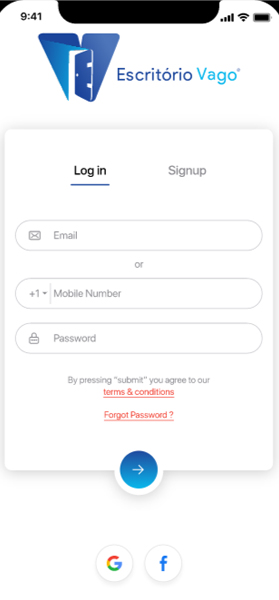 9:41
Escritório Vago®
Log in
Signup
Email
or
+1
Mobile Number
Password
By pressing "submit" you agree to our
terms & conditions
Forgot Password ?